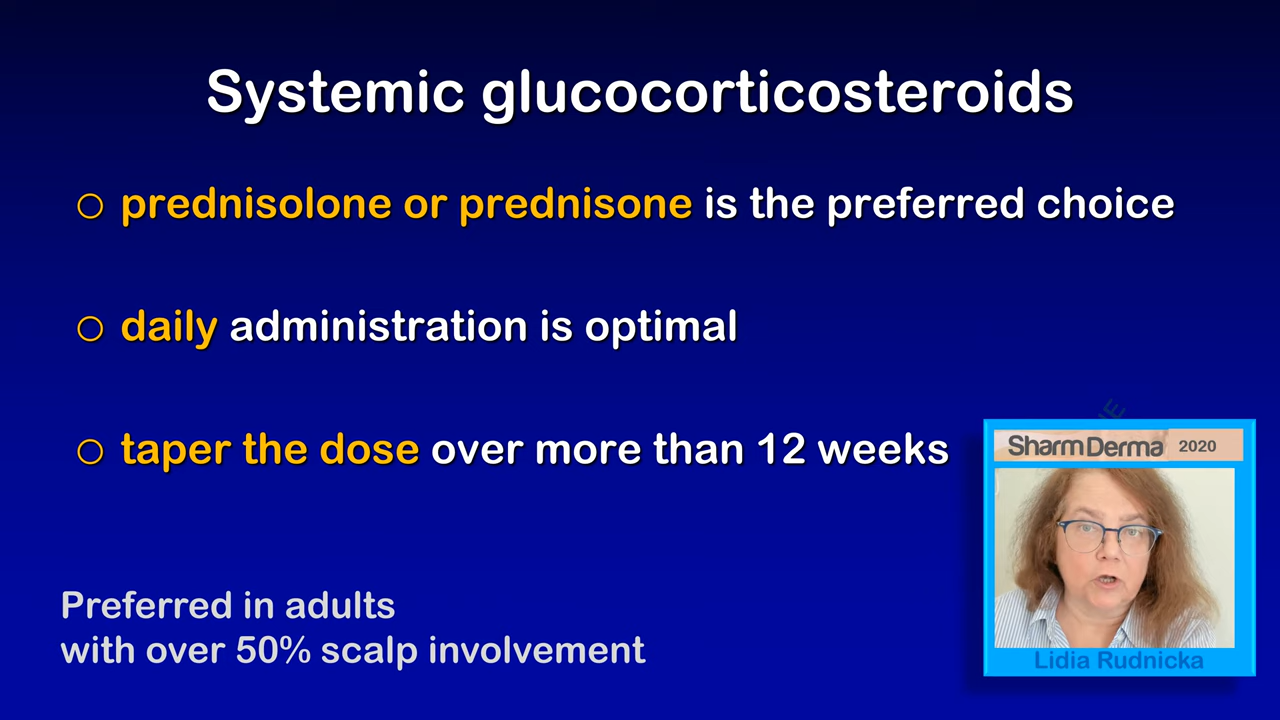 Systemic glucocorticosteroids
prednisolone or prednisone is the preferred choice
daily administration is optimal
taper the dose over more than 12 weeks
Preferred in adults
with over 50% scalp involvement
SharmDerma 2020
Lidia Rudnicka